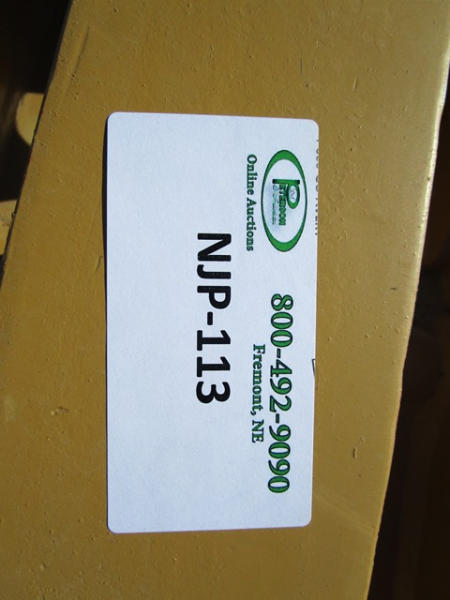 Online Auctions
800-492-9090
Fremont, NE
NJP-113